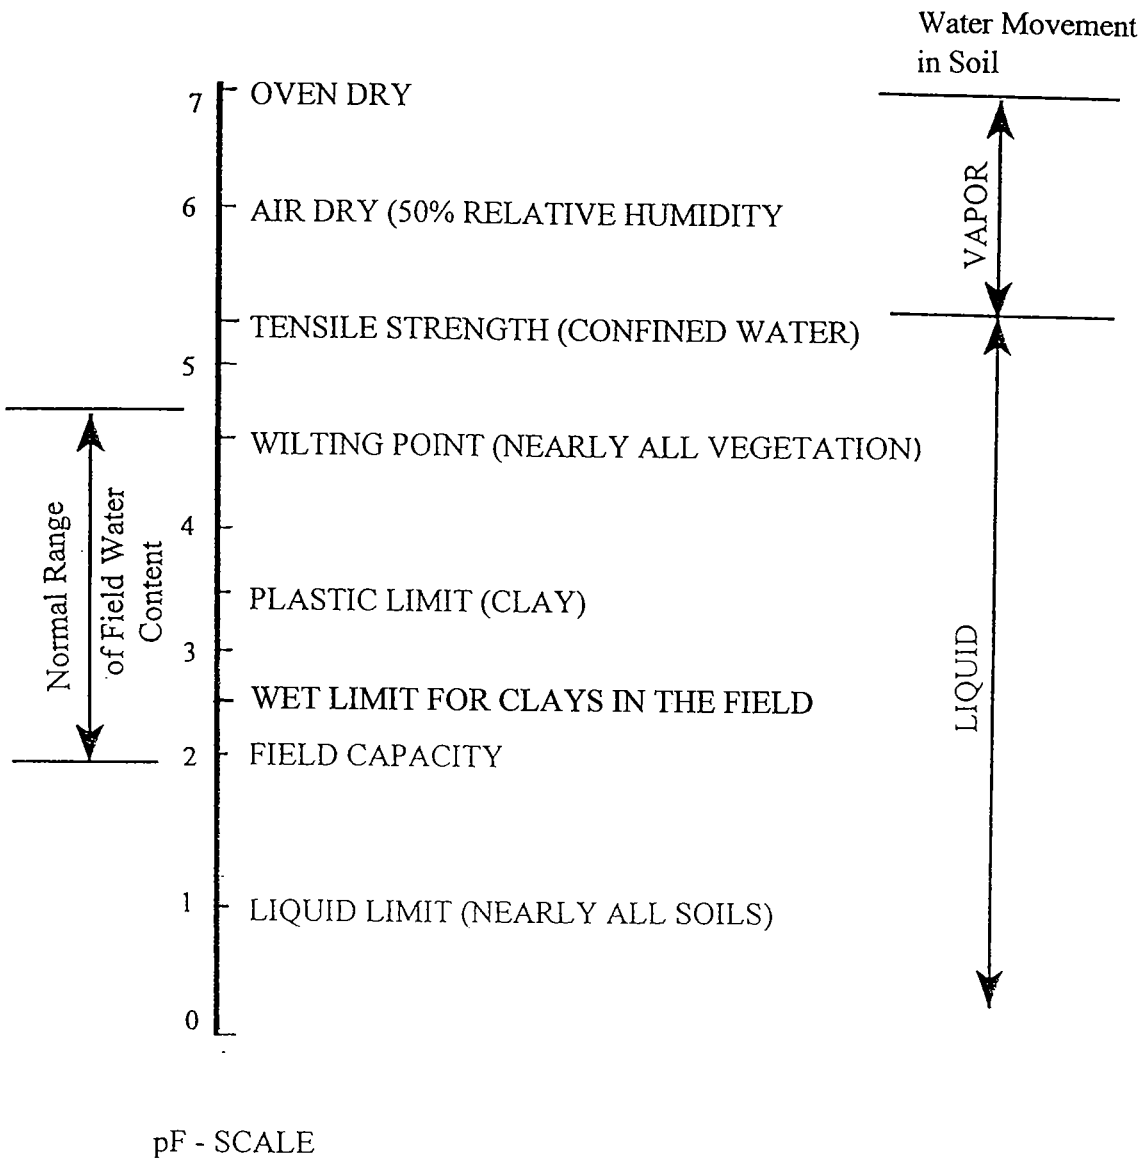 Water Movement
in Soil
7
OVEN DRY
6
AIR DRY (50% RELATIVE HUMIDITY
VAPOR
TENSILE STRENGTH (CONFINED WATER)
5
WILTING POINT (NEARLY ALL VEGETATION)
4
Normal Range
of Field Water
Content
PLASTIC LIMIT (CLAY)
3
LIQUID
WET LIMIT FOR CLAYS IN THE FIELD
2
FIELD CAPACITY
1
LIQUID LIMIT (NEARLY ALL SOILS)
0
pF - SCALE